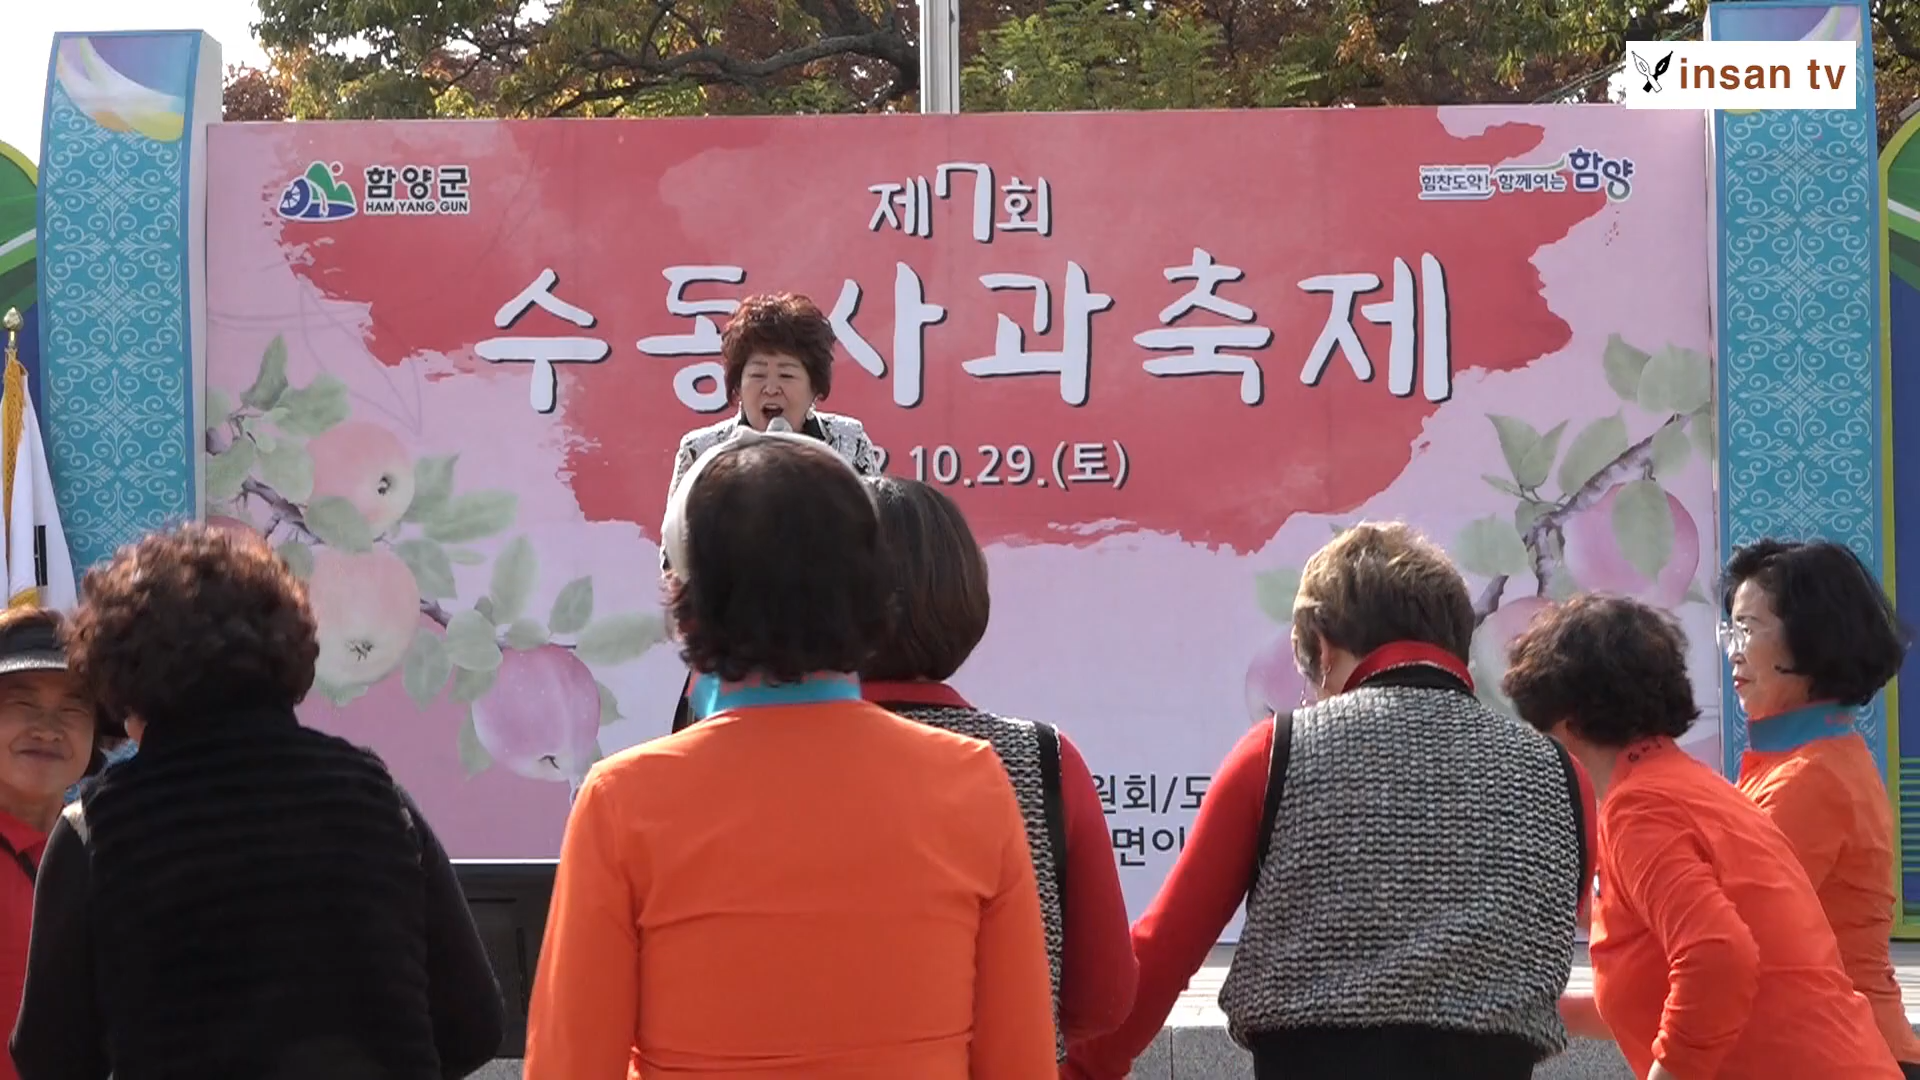 insan tv
함양군
HAM YANG GUN
힘찬도약! 함께여는 함양
제7회
수동사과축제
2.10.29.(토)
원회/도
면이